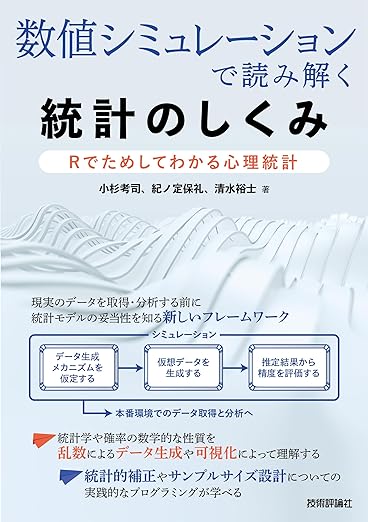 数値シミュレーション
で読み解く
統計のしくみ
Rでためしてわかる心理統計
小杉考司、紀ノ定保礼、清水裕士 著
現実のデータを取得・分析する前に
統計モデルの妥当性を知る新しいフレームワーク
シミュレーション
データ生成
メカニズムを
仮定する
仮想データを
生成する
推定結果から
精度を評価する
本番環境でのデータ取得と分析へ
統計学や確率の数学的な性質を
乱数によるデータ生成や可視化によって理解する
統計的補正やサンプルサイズ設計についての
実践的なプログラミングが学べる
技術評論社